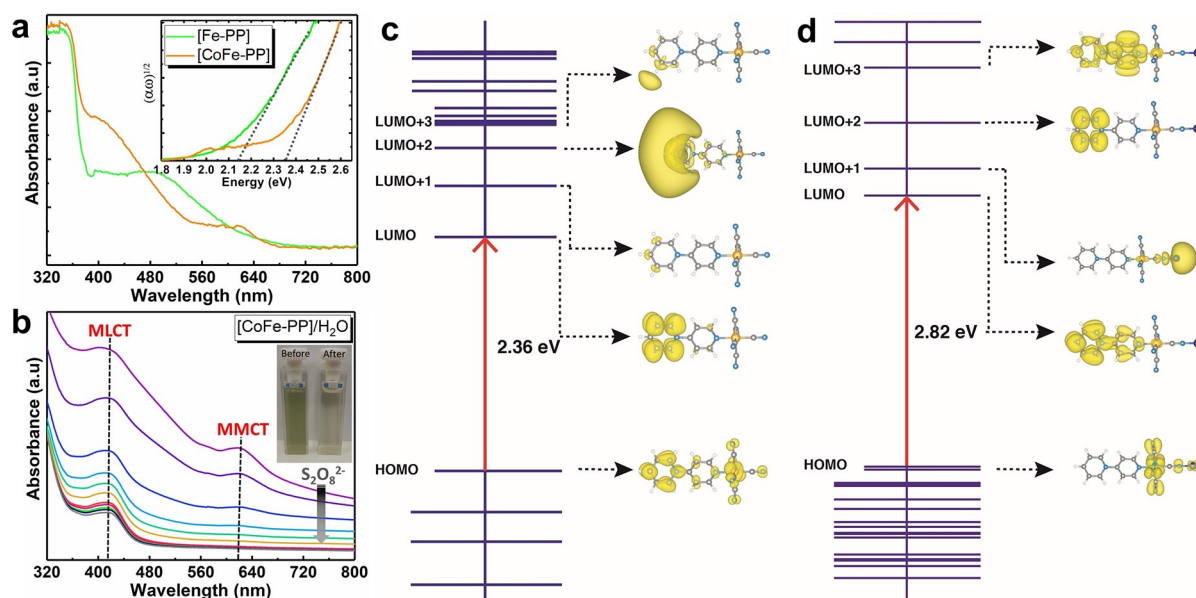 a
[Fe-PP]
[CoFe-PP]
(αω)1/2
1.8 1.9 2.0 2.1 2.2 2.3 2.4 2.5 2.6
Energy (eV)
Absorbance (a.u)
320 400 480 560 640 720 800
Wavelength (nm)
b
[CoFe-PP]/H2O
MLCT
MMCT
Before After
S2O8 2-
Absorbance (a.u)
320 400 480 560 640 720 800
Wavelength (nm)
c
LUMO+3
LUMO+2
LUMO+1
LUMO
2.36 eV
HOMO
d
LUMO+3
LUMO+2
LUMO+1
LUMO
2.82 eV
HOMO